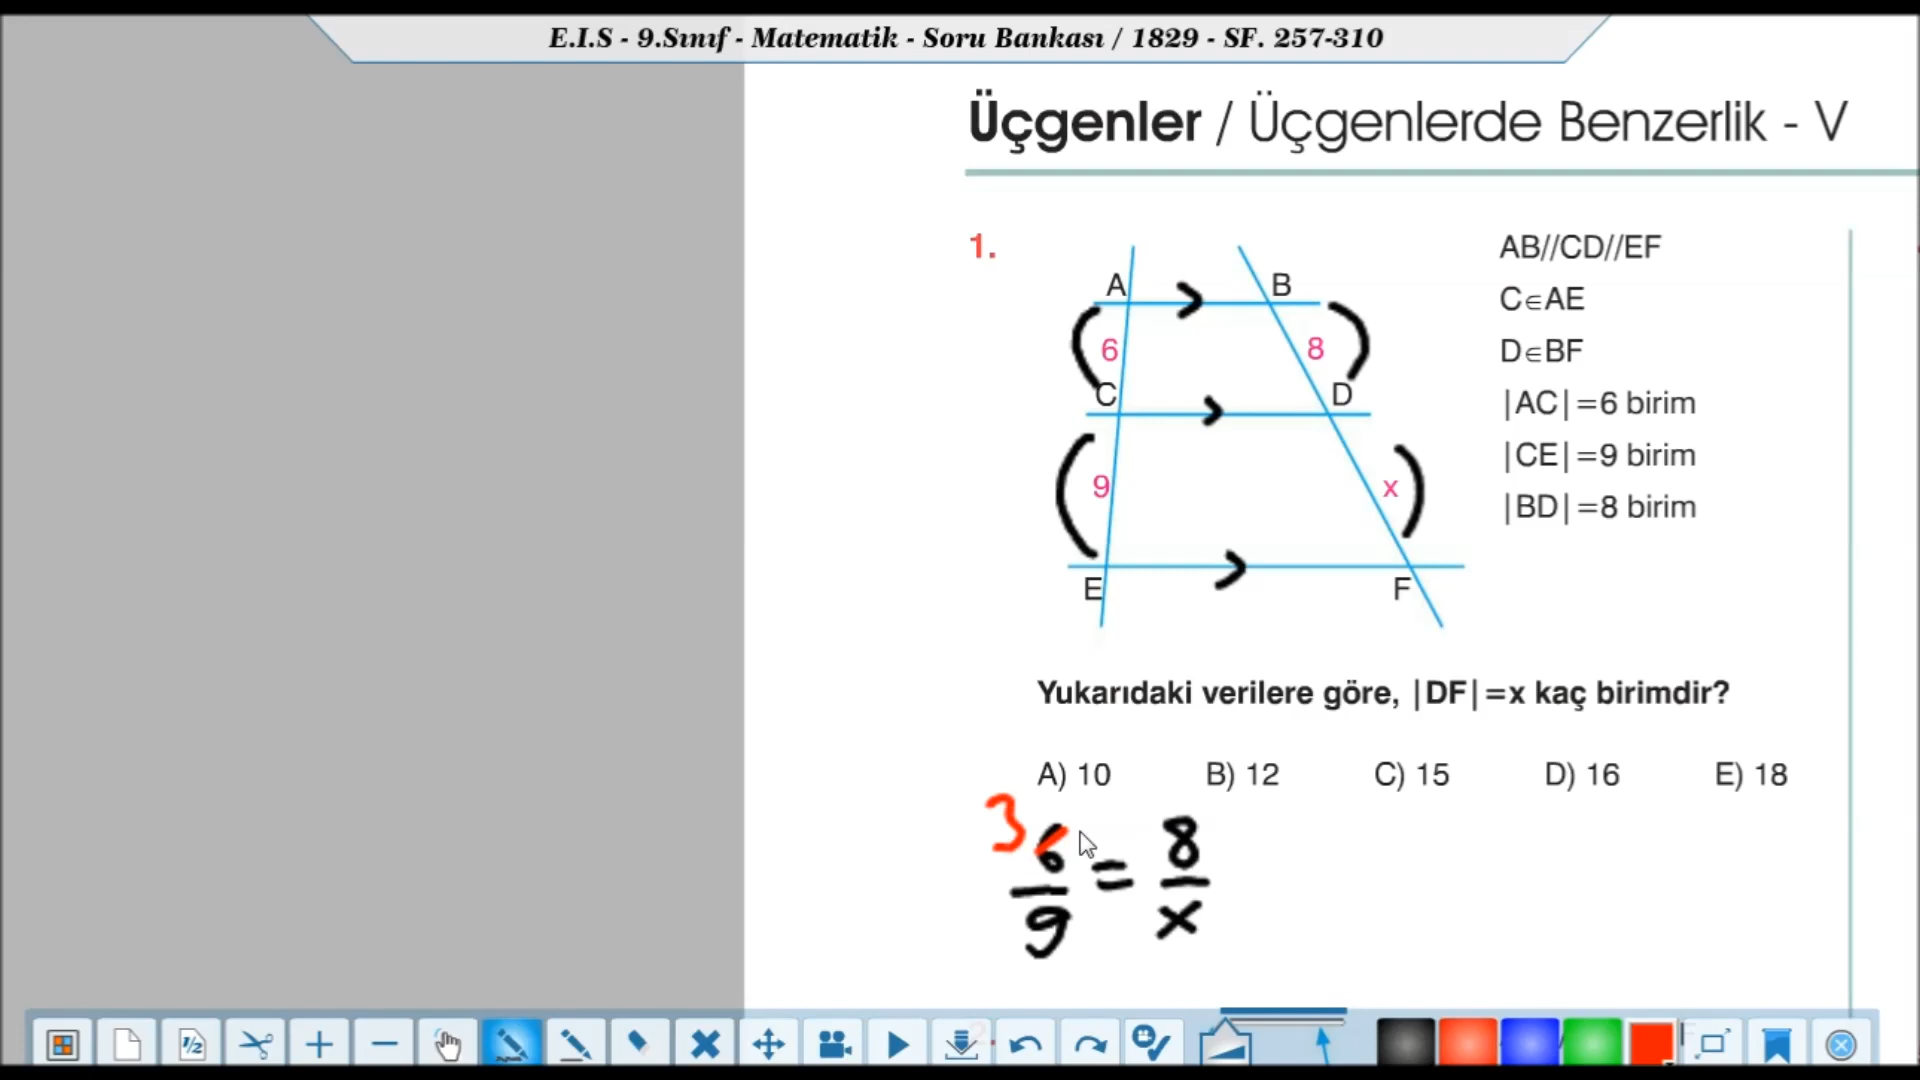 E.I.S - 9.Sınıf - Matematik - Soru Bankası / 1829 - SF. 257-310
Üçgenler / Üçgenlerde Benzerlik - V
1.
A
B
6
8
C
D
9
x
E
F
AB//CD//EF
C∈AE
D∈BF
|AC|=6 birim
|CE|=9 birim
|BD|=8 birim
Yukarıdaki verilere göre, |DF|=x kaç birimdir?
A) 10 B) 12 C) 15 D) 16 E) 18
3 6/9 = 8/x
1/2